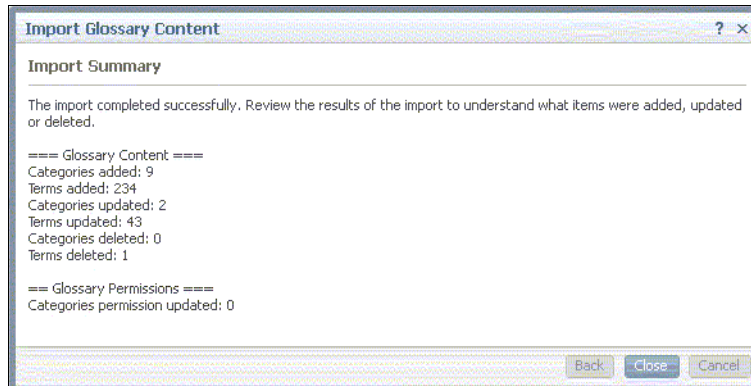 Import Glossary Content ? ×
Import Summary
The import completed successfully. Review the results of the import to understand what items were added, updated
or deleted.
=== Glossary Content ===
Categories added: 9
Terms added: 234
Categories updated: 2
Terms updated: 43
Categories deleted: 0
Terms deleted: 1
== Glossary Permissions ===
Categories permission updated: 0
Back Close Cancel